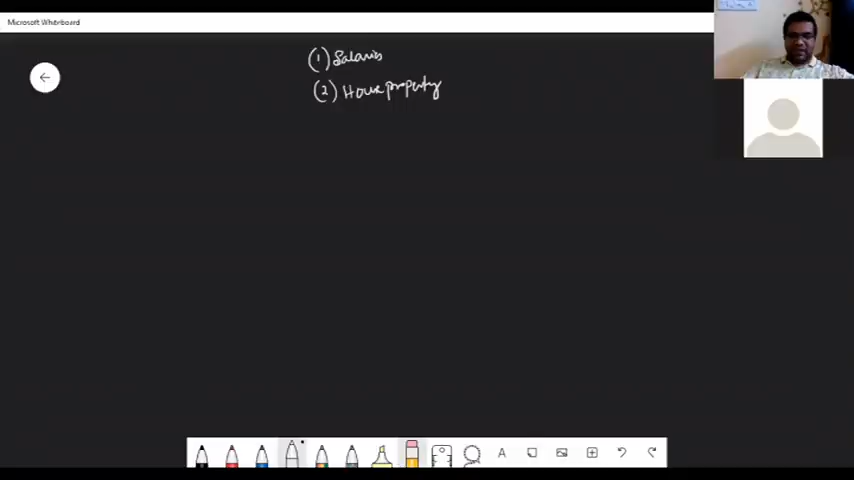 Microsoft Whiteboard
(1) Salaries
(2) House property
A